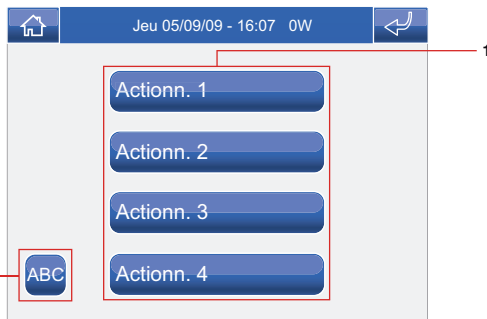 Jeu 05/09/09 - 16:07 0W
1
Actionn. 1
Actionn. 2
Actionn. 3
ABC
Actionn. 4